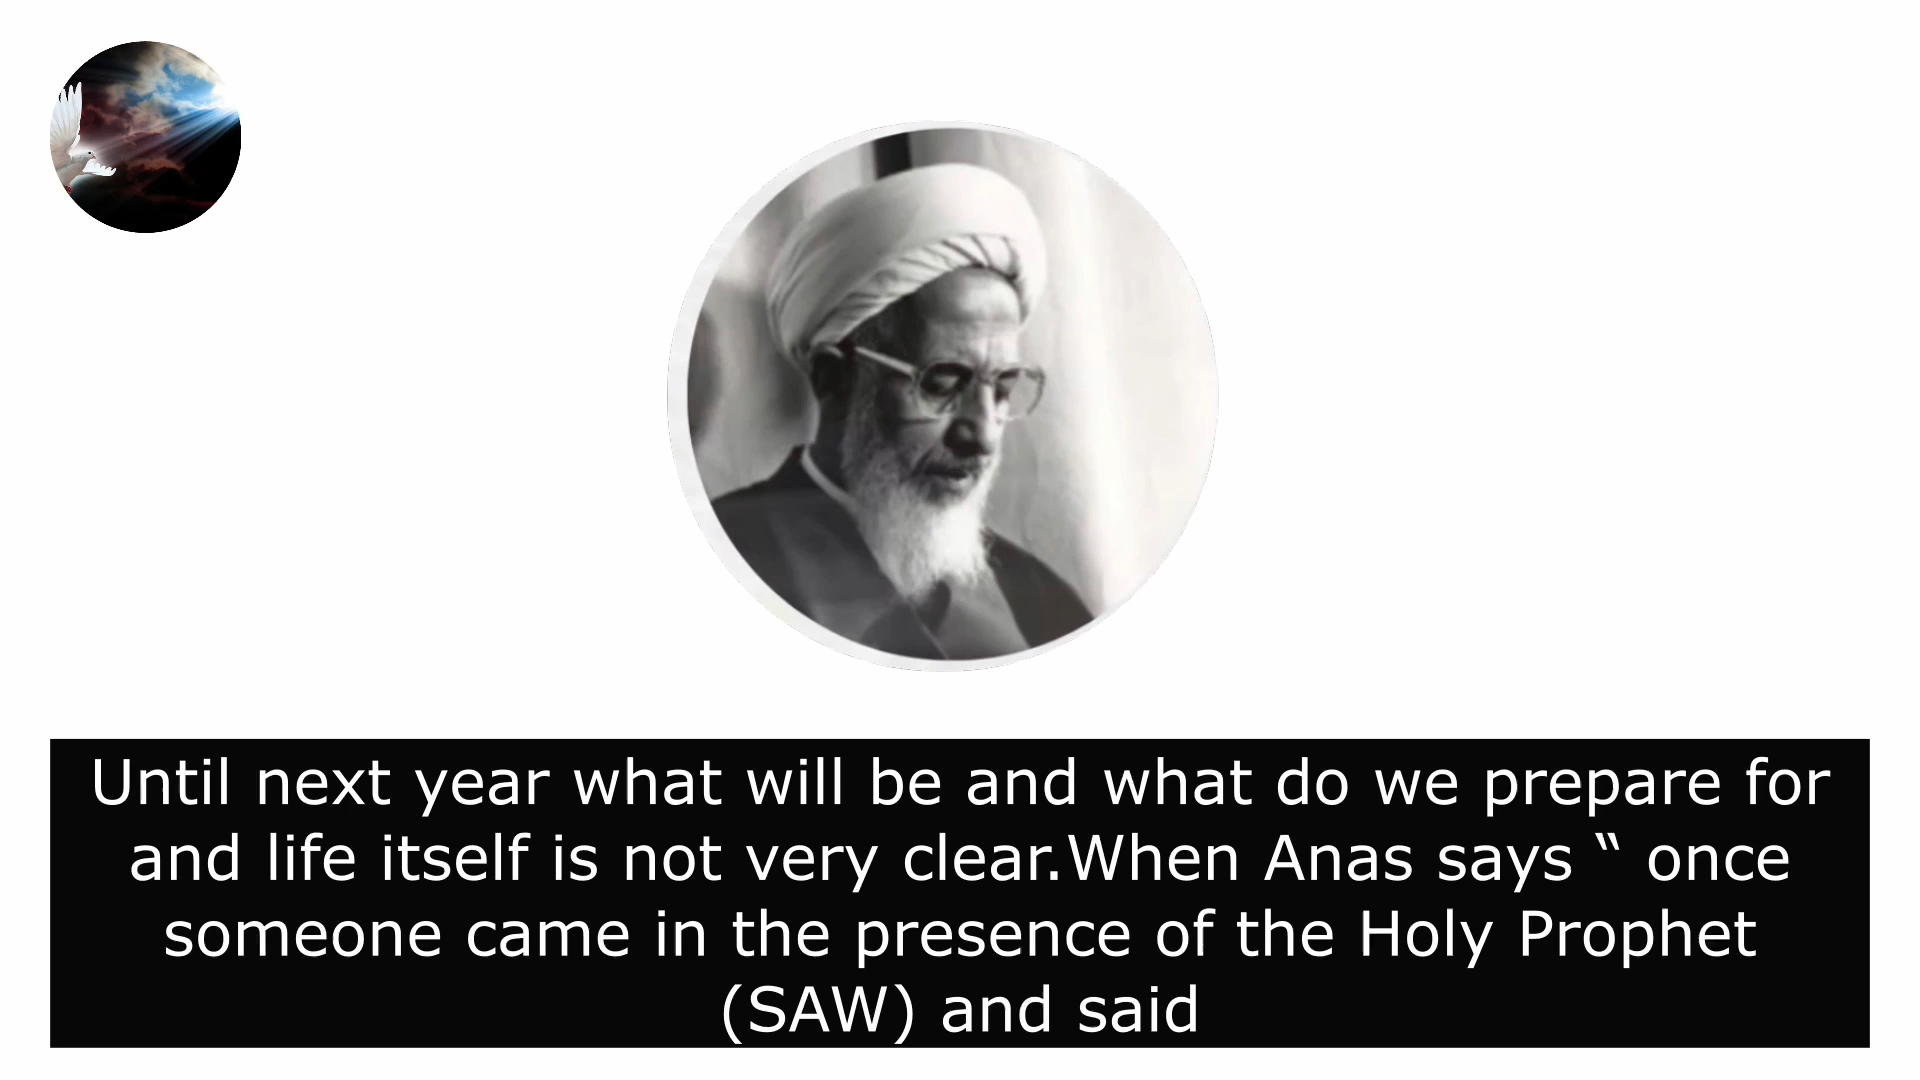 Until next year what will be and what do we prepare for
and life itself is not very clear.When Anas says “ once
someone came in the presence of the Holy Prophet
(SAW) and said